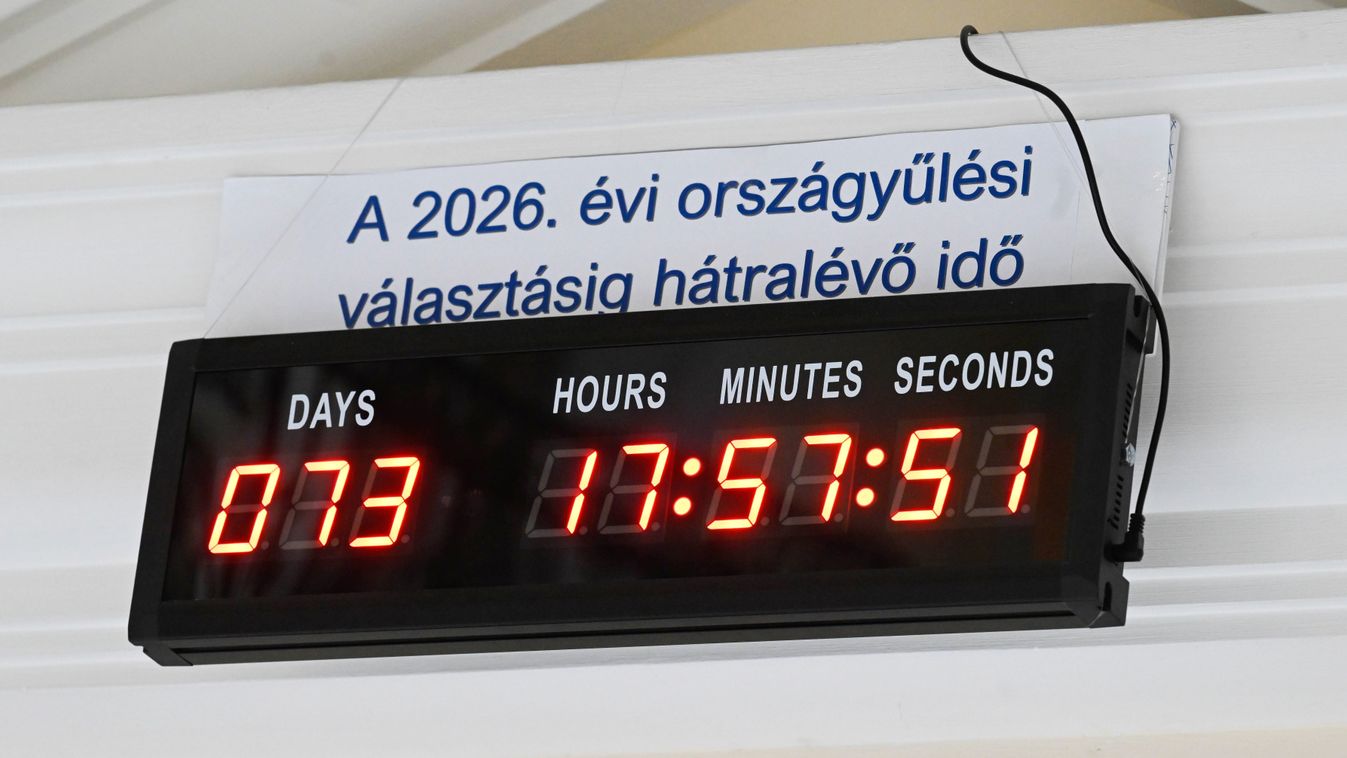 A 2026. évi országgyűlési
választásig hátralévő idő
DAYS HOURS MINUTES SECONDS
073 17:57:51